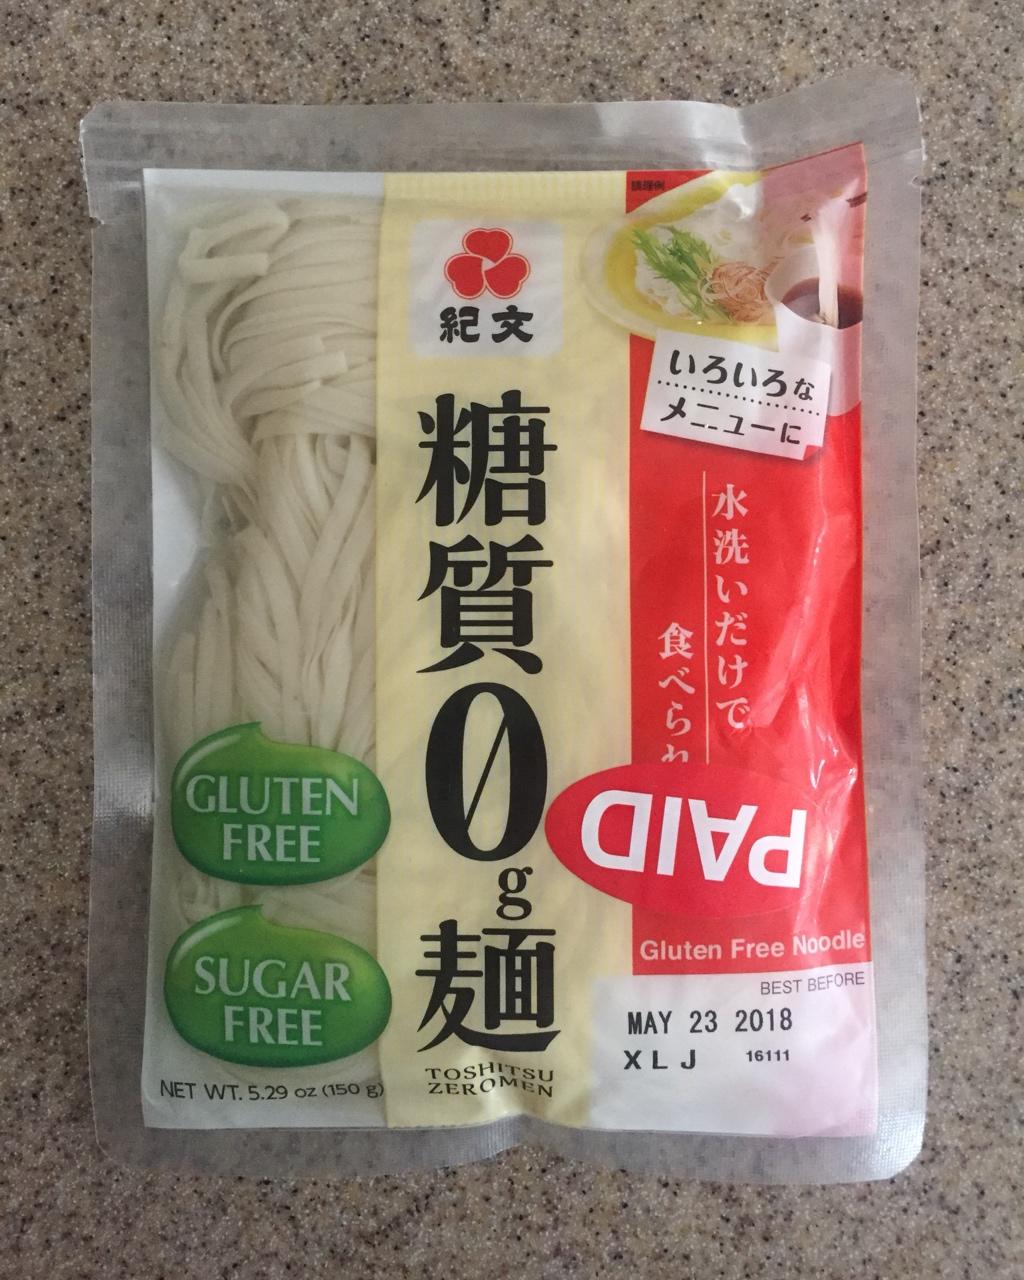 調理例
紀文
いろいろな
メニューに
水洗いだけで
食べられ
糖質0g麺
PAID
GLUTEN
FREE
SUGAR
FREE
Gluten Free Noodle
BEST BEFORE
MAY 23 2018
XLJ 16111
TOSHITSU
ZEROMEN
NET WT. 5.29 oz (150 g)